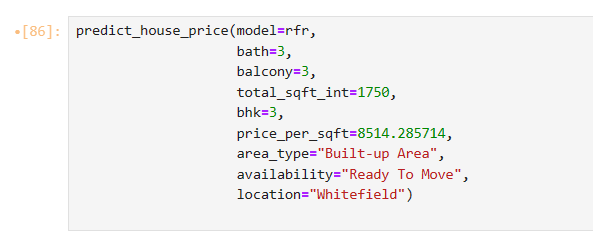 [86]: predict_house_price(model=rfr,
bath=3,
balcony=3,
total_sqft_int=1750,
bhk=3,
price_per_sqft=8514.285714,
area_type="Built-up Area",
availability="Ready To Move",
location="Whitefield")